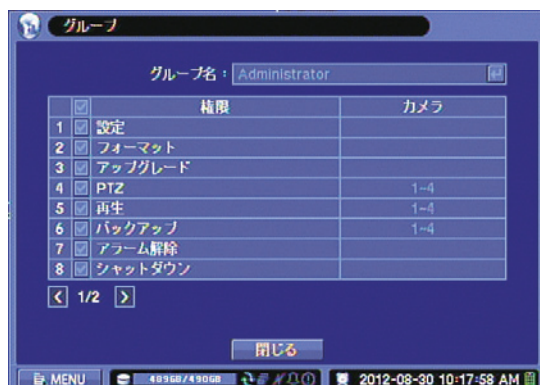 グループ
グループ名： Administrator
権限 カメラ
1 設定
2 フォーマット
3 アップグレード
4 PTZ 1~4
5 再生 1~4
6 バックアップ 1~4
7 アラーム解除
8 シャットダウン
< 1/2 >
閉じる
MENU 489GB/490GB 2012-08-30 10:17:58 AM